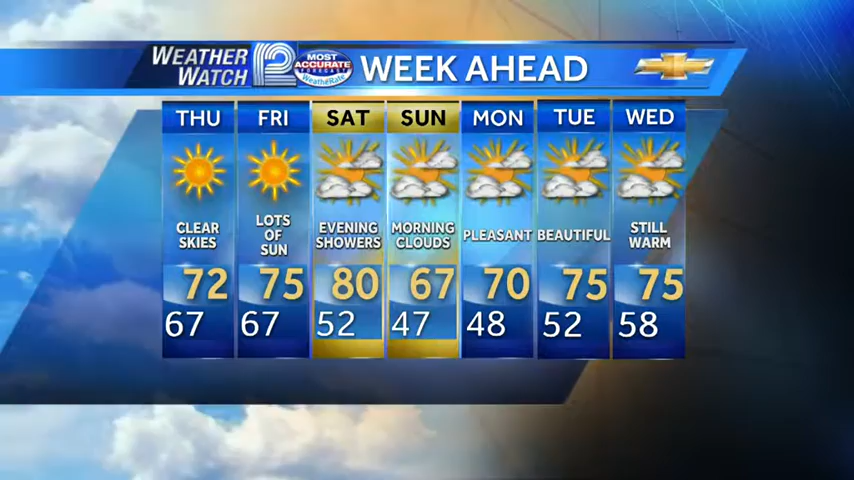 WEATHER
WATCH
12
MOST
ACCURATE
FORECAST
WeatheRate
WEEK AHEAD
THU
FRI
SAT
SUN
MON
TUE
WED
CLEAR
SKIES
LOTS
OF
SUN
EVENING
SHOWERS
MORNING
CLOUDS
PLEASANT
BEAUTIFUL
STILL
WARM
72
75
80
67
70
75
75
67
67
52
47
48
52
58